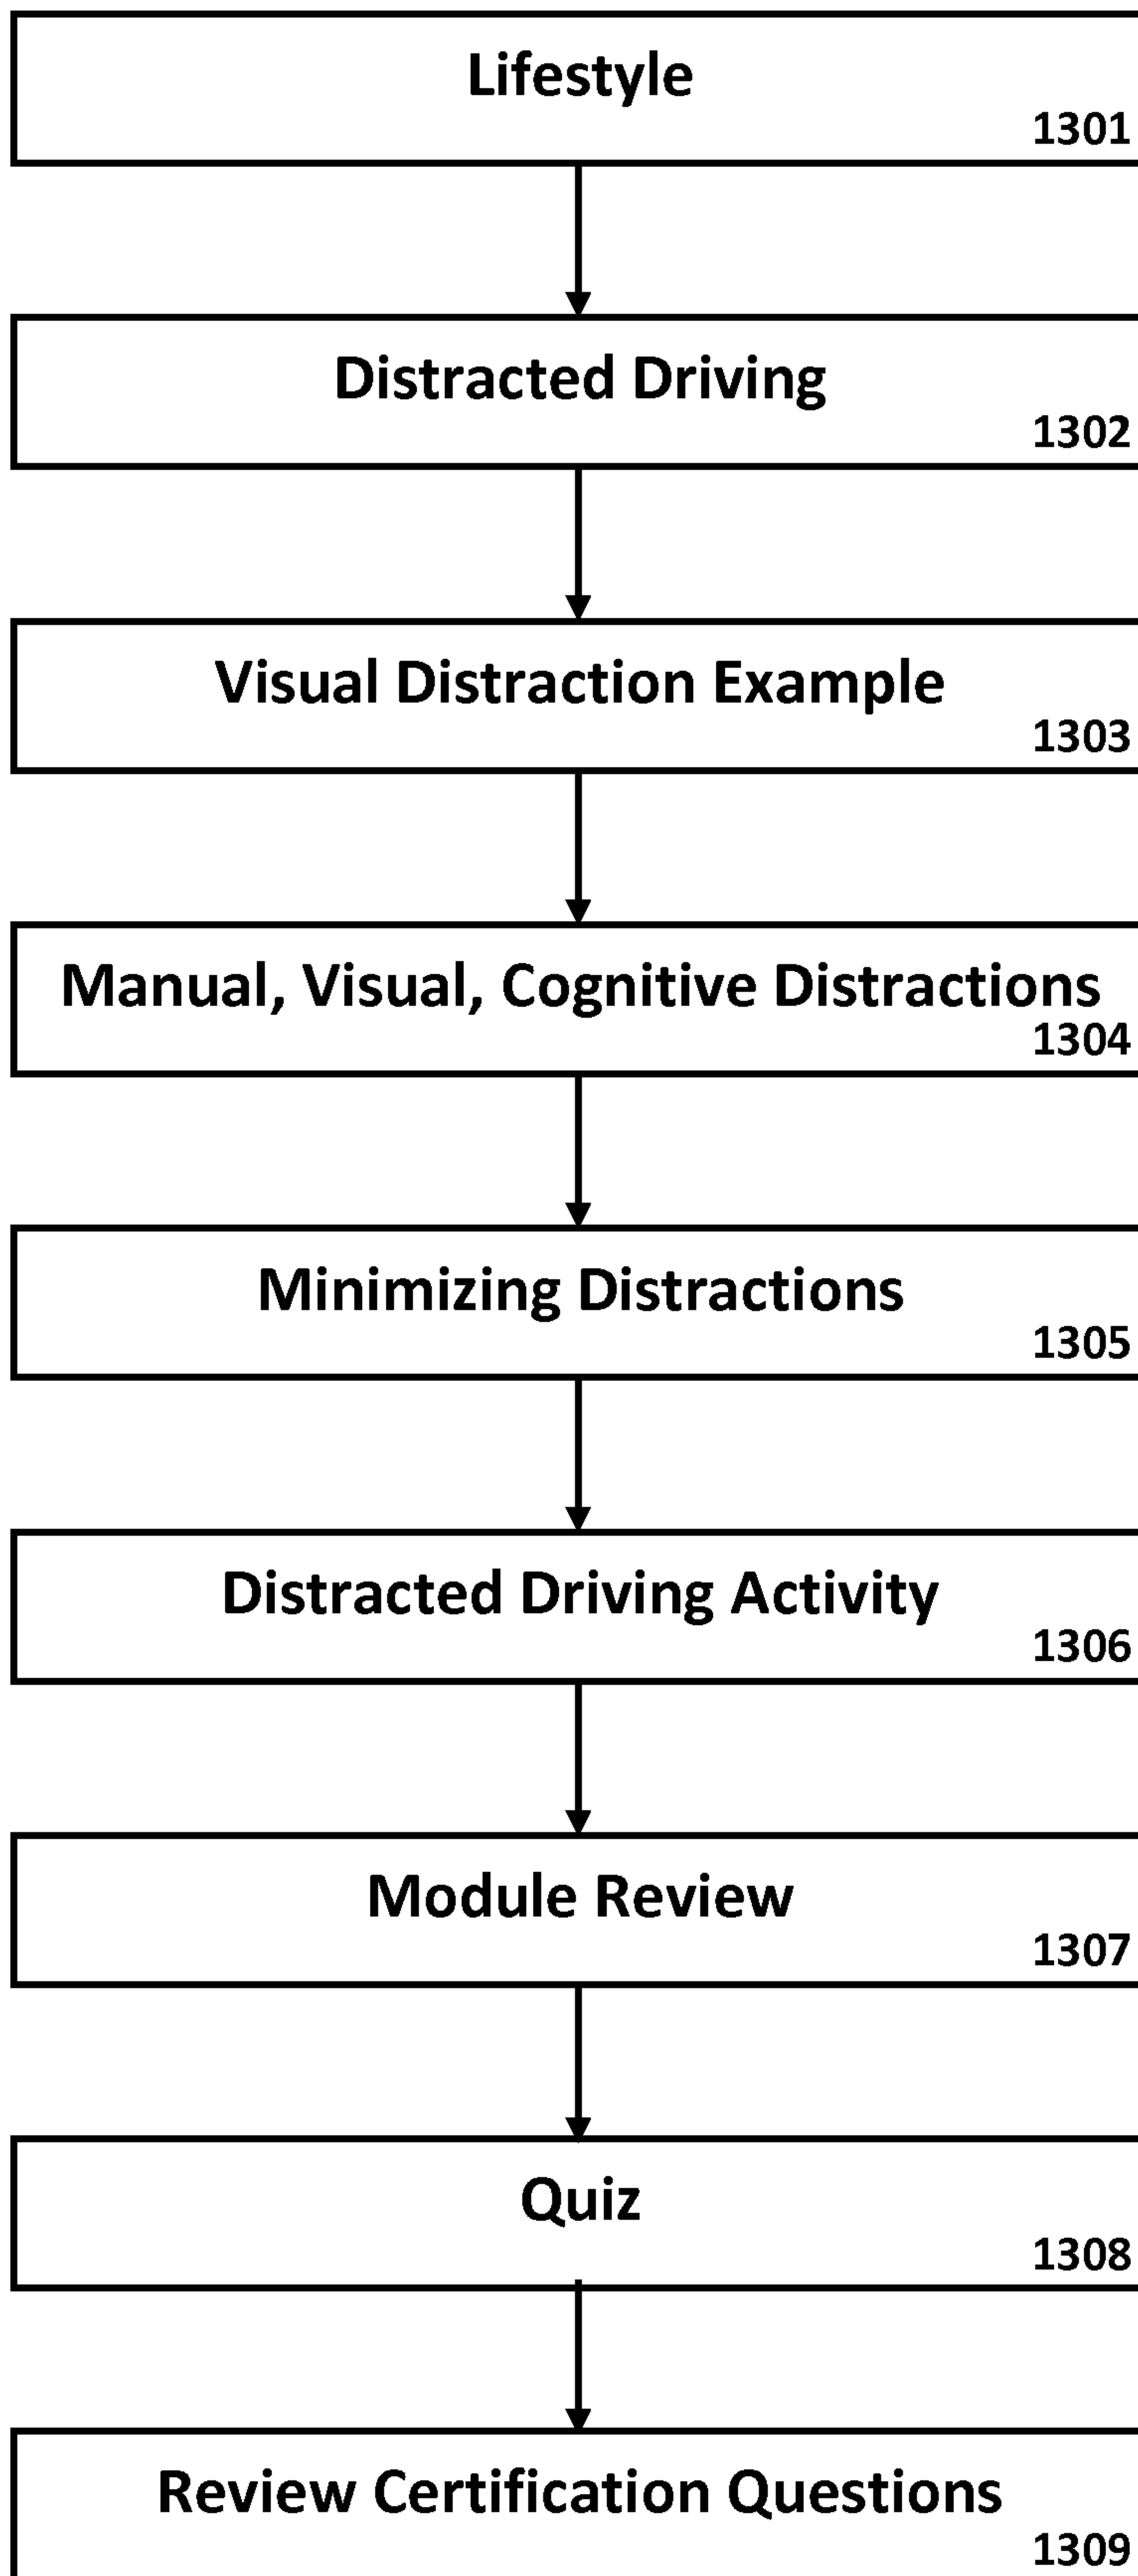 Lifestyle
1301
Distracted Driving
1302
Visual Distraction Example
1303
Manual, Visual, Cognitive Distractions
1304
Minimizing Distractions
1305
Distracted Driving Activity
1306
Module Review
1307
Quiz
1308
Review Certification Questions
1309